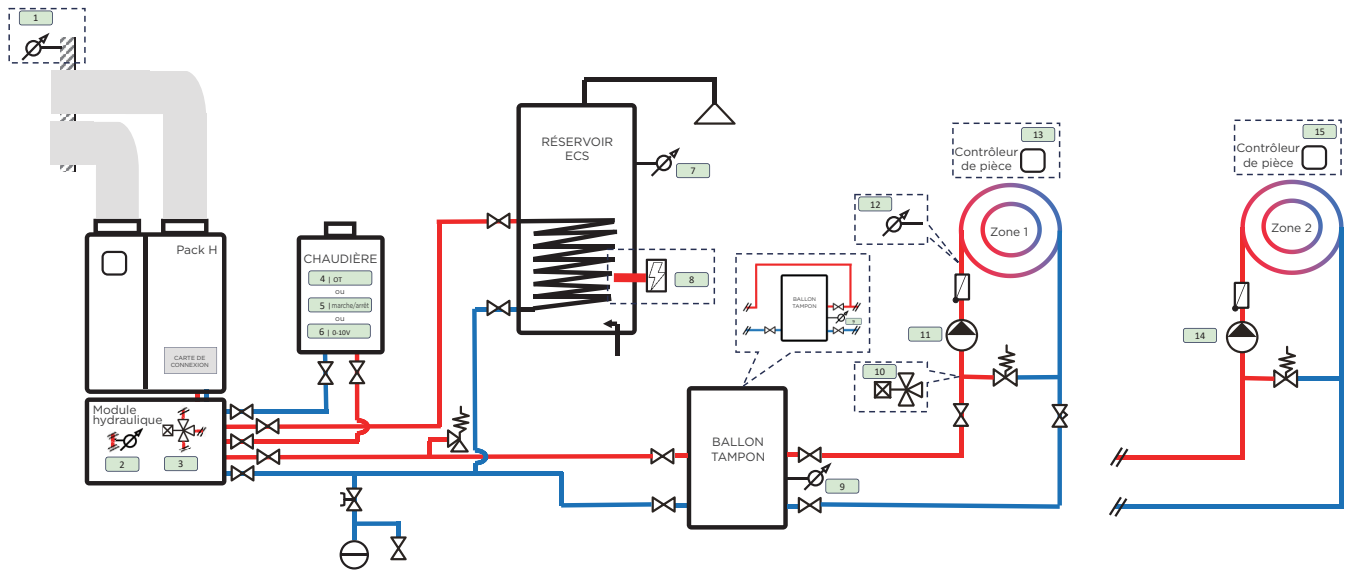 1
Pack H
CARTE DE
CONNEXION
Module
hydraulique
2
3
CHAUDIÈRE
4 | OT
ou
5 | marche/arrêt
ou
6 | 0-10V
RÉSERVOIR
ECS
7
8
BALLON
TAMPON
9
BALLON
TAMPON
9
10
11
12
13
Contrôleur
de pièce
Zone 1
14
15
Contrôleur
de pièce
Zone 2